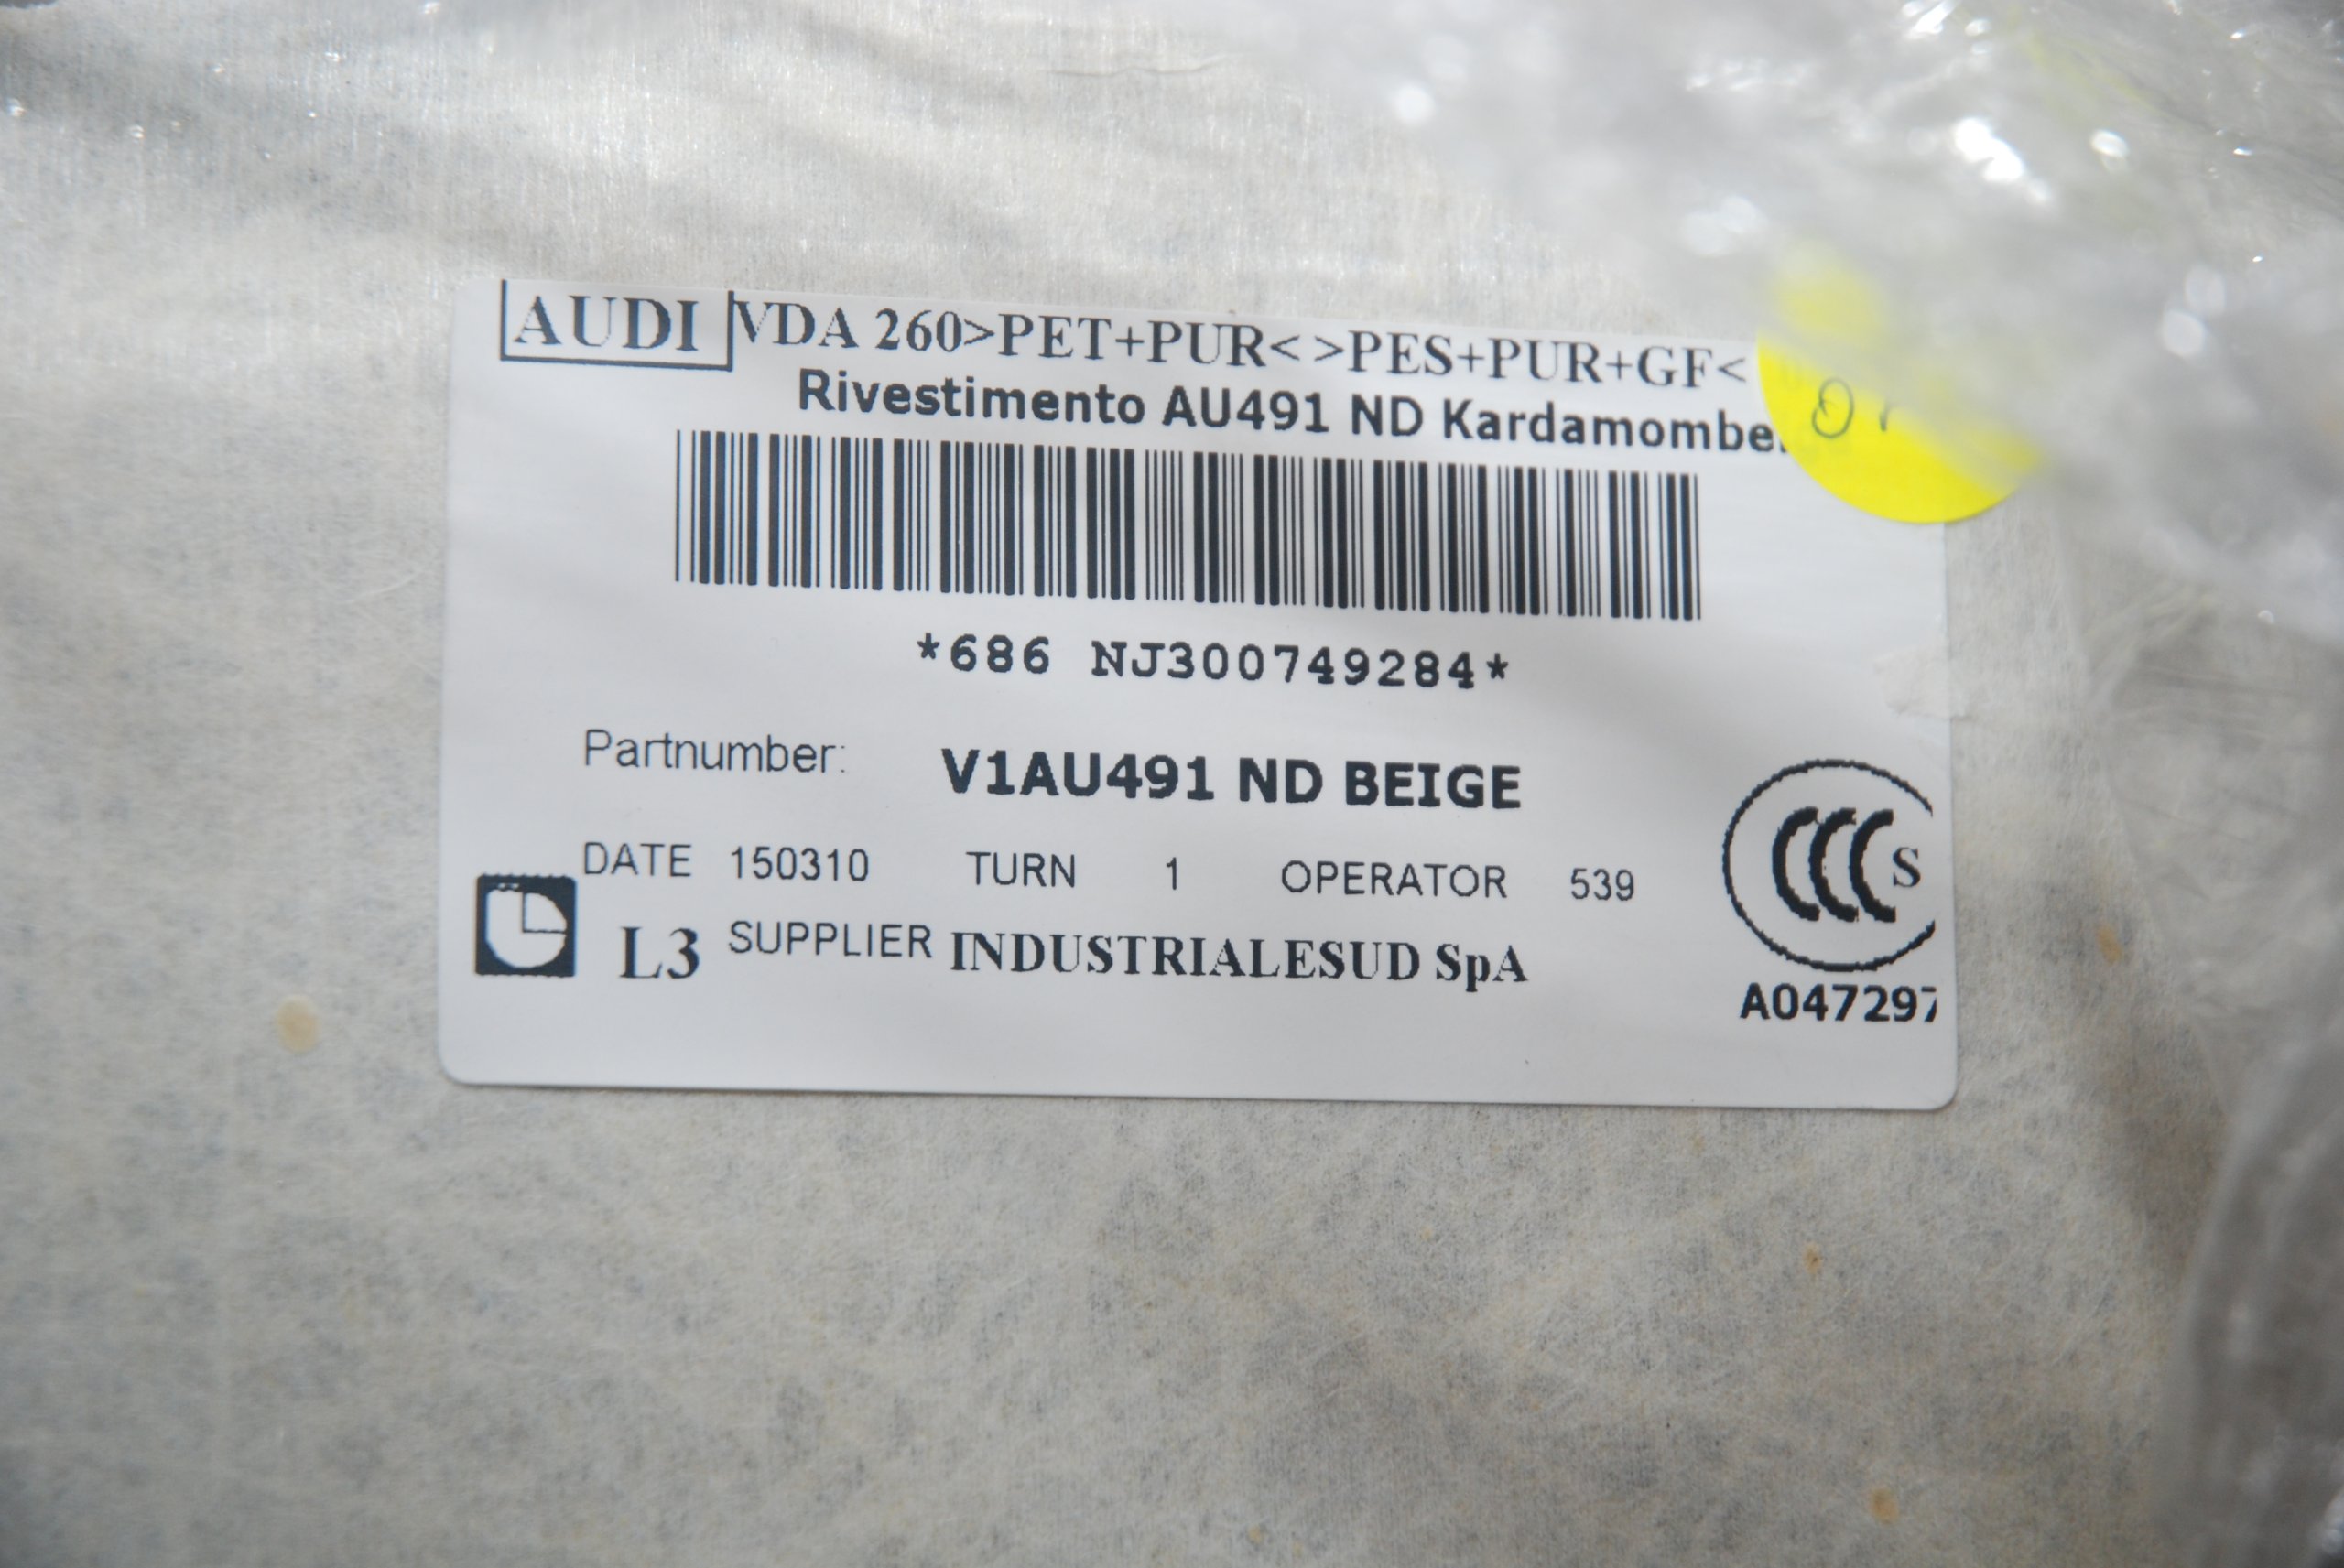 AUDI VDA 260>PET+PUR< >PES+PUR+GF<
Rivestimento AU491 ND Kardamombe
*686 NJ300749284*
Partnumber: V1AU491 ND BEIGE
DATE 150310 TURN 1 OPERATOR 539
L3 SUPPLIER INDUSTRIALESUD SpA
CCC S
A047297